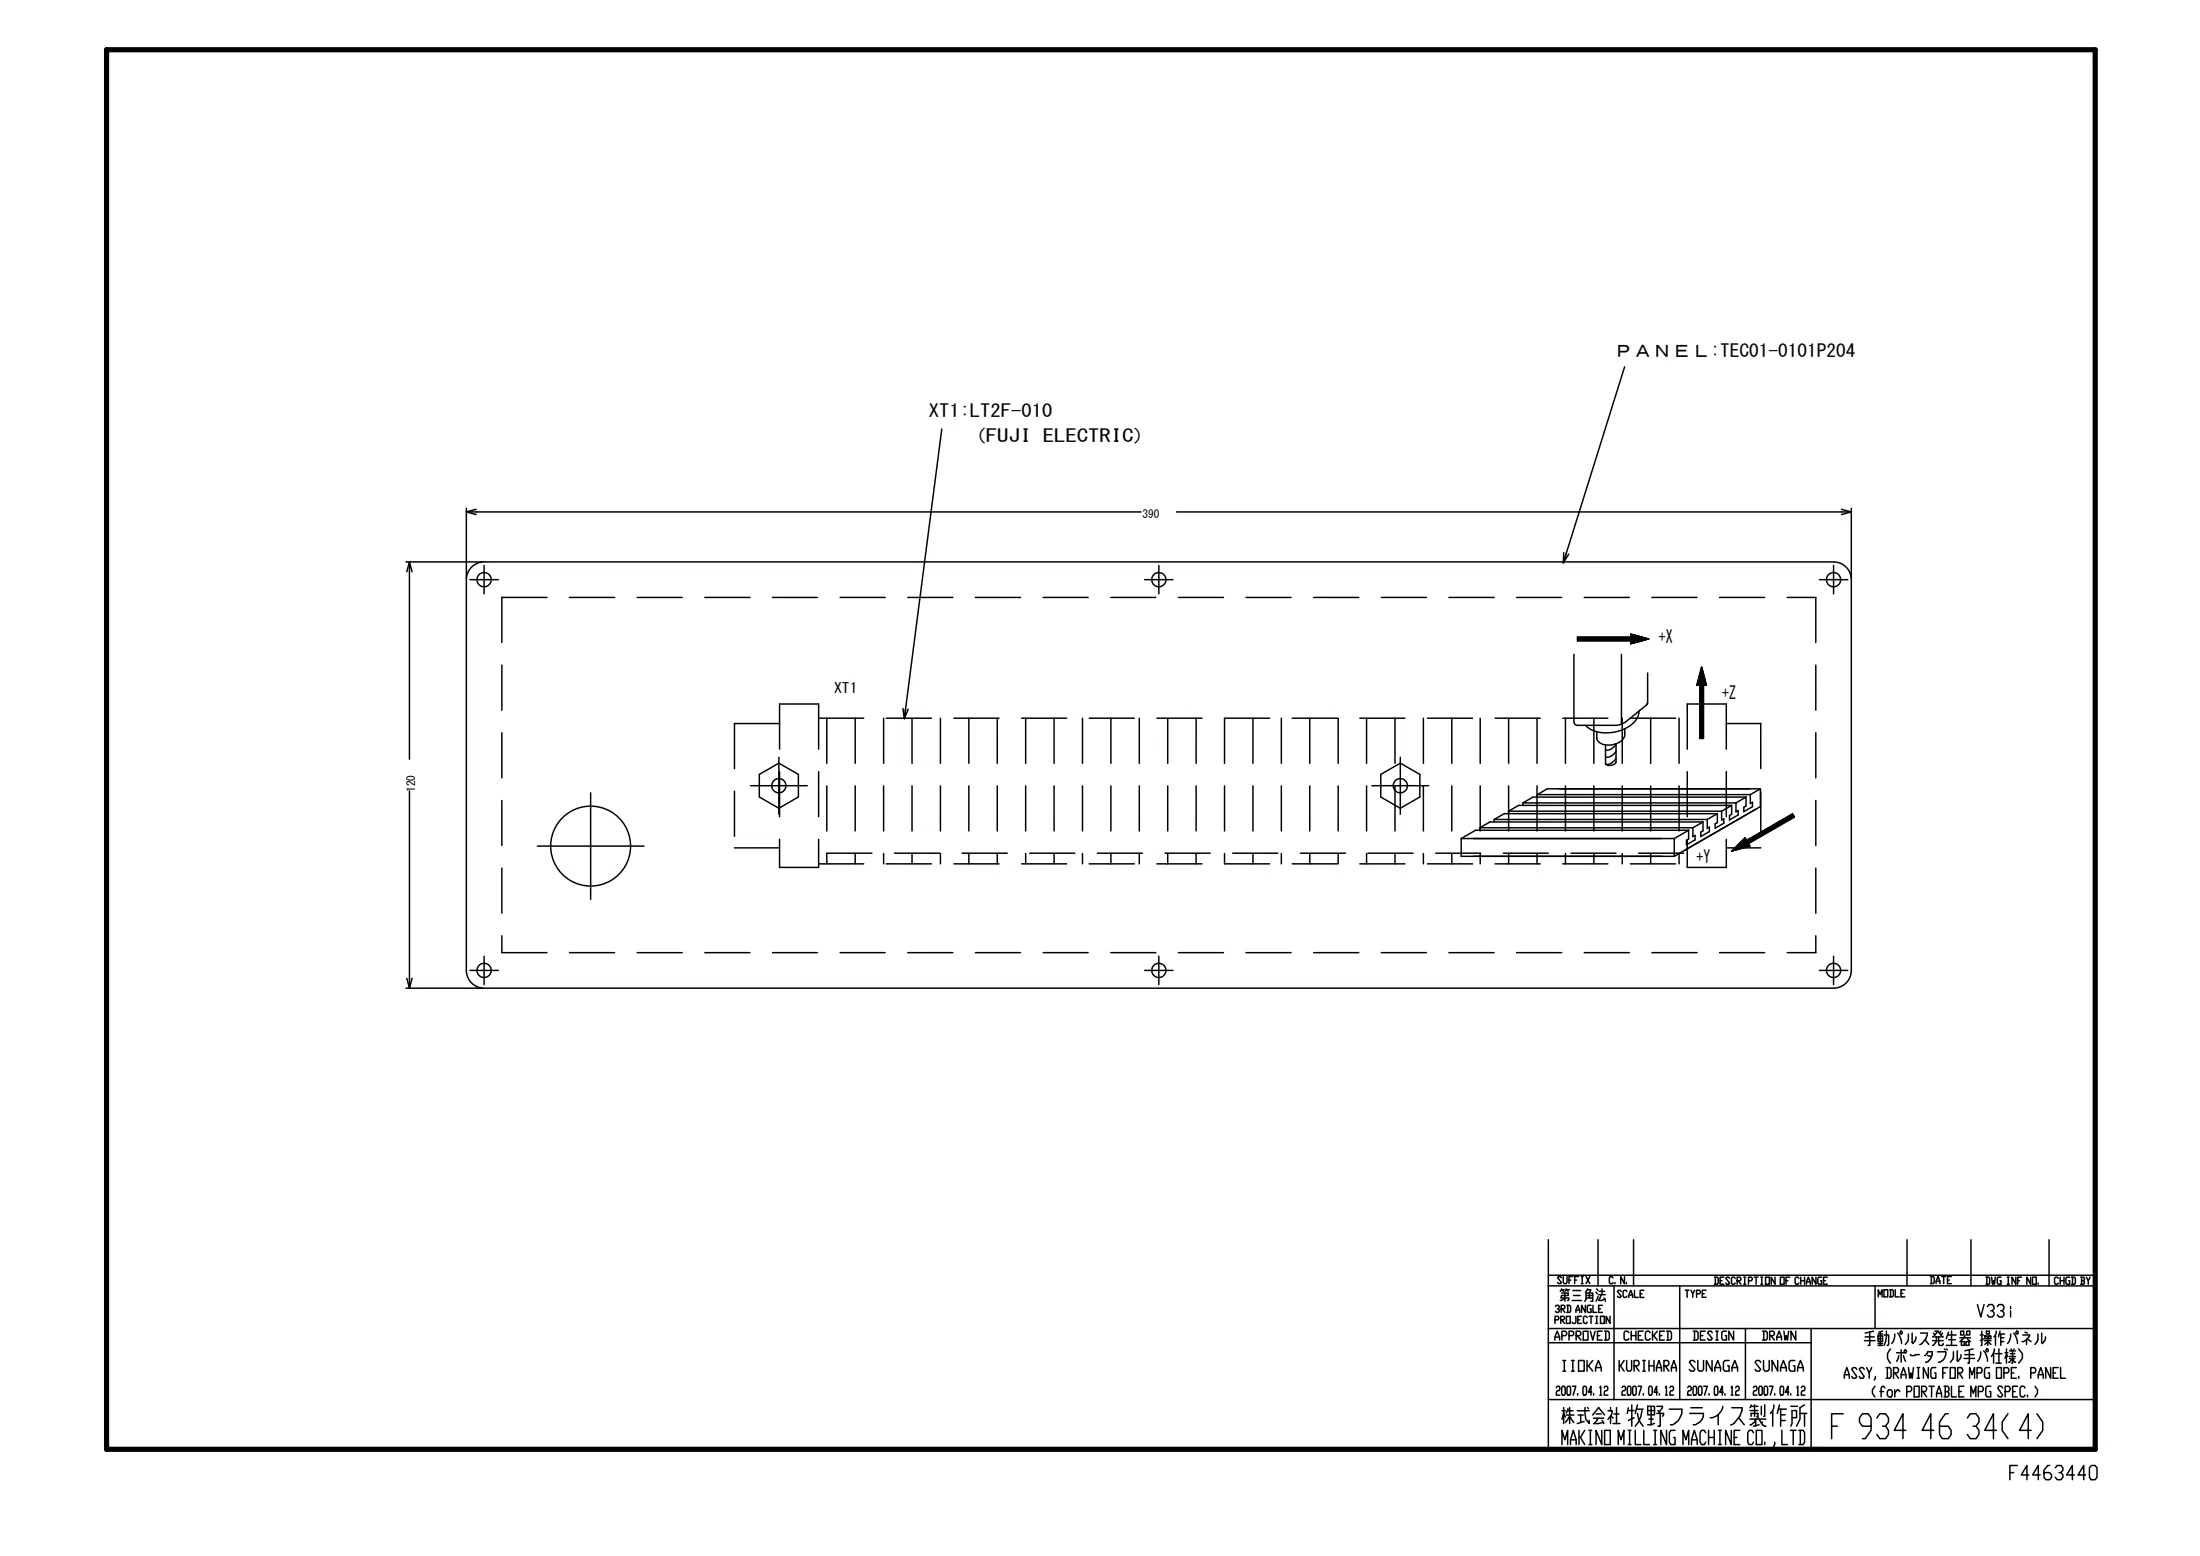 PANEL:TEC01-0101P204
XT1:LT2F-010
(FUJI ELECTRIC)
390
120
+X
XT1
+Z
+Y
SUFFIX C.N. DESCRIPTION OF CHANGE DATE DWG INF NO. CHGD BY
第三角法
3RD ANGLE
PROJECTION
SCALE
TYPE
MODLE
V33i
APPROVED CHECKED DESIGN DRAWN
IIOKA KURIHARA SUNAGA SUNAGA
2007.04.12 2007.04.12 2007.04.12 2007.04.12
手動パルス発生器 操作パネル
(ポータブル手パ仕様)
ASSY, DRAWING FOR MPG OPE. PANEL
(for PORTABLE MPG SPEC.)
株式会社 牧野フライス製作所
MAKINO MILLING MACHINE CO.,LTD
F 934 46 34(4)
F4463440